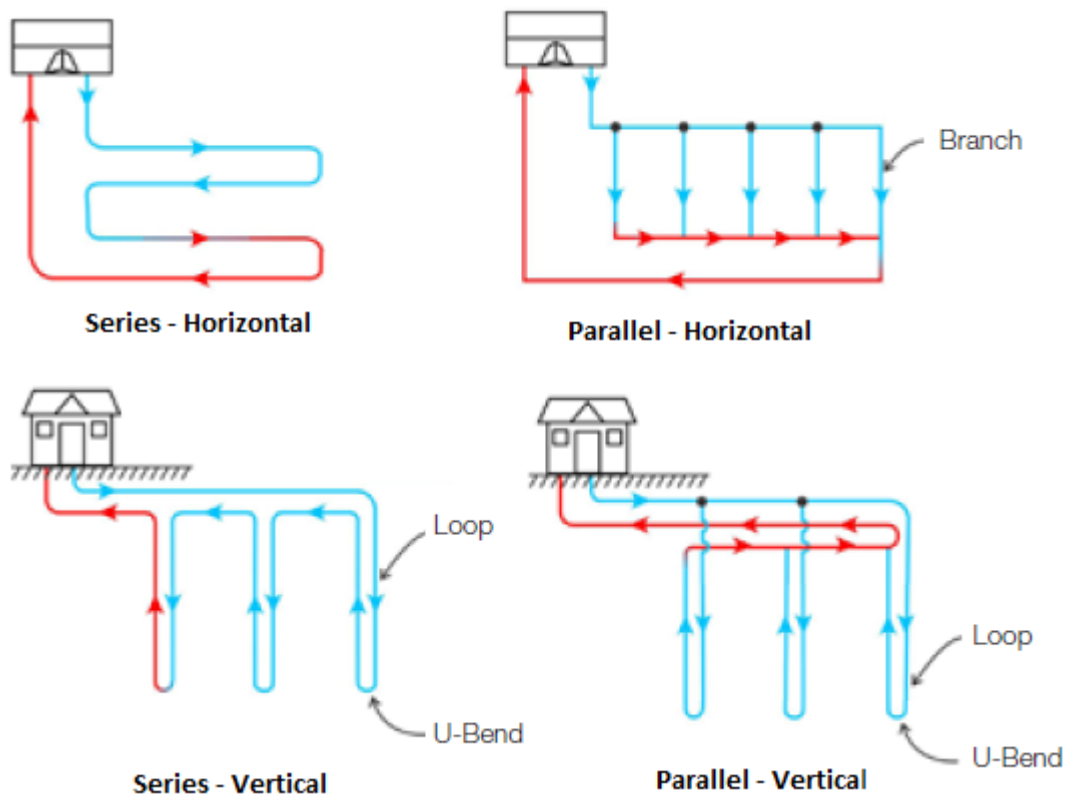 Branch
Series - Horizontal
Parallel - Horizontal
Loop
U-Bend
Series - Vertical
Loop
U-Bend
Parallel - Vertical